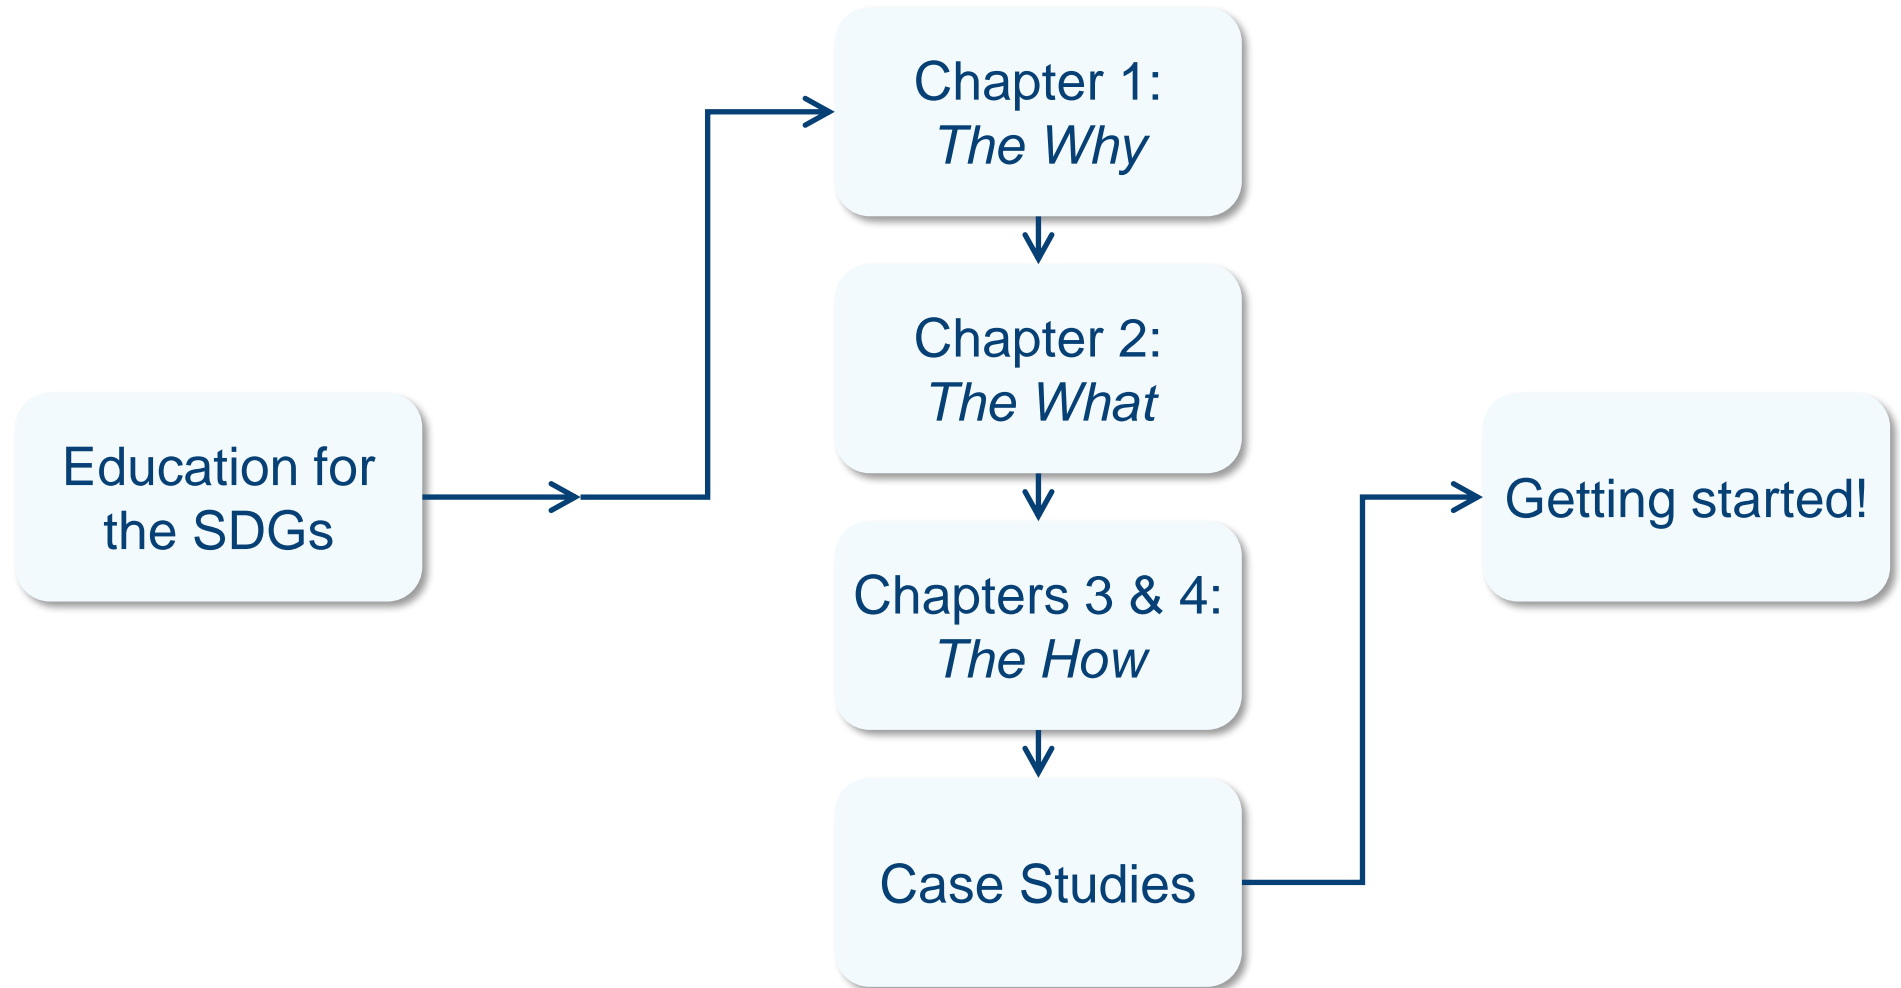 Education for
the SDGs
Chapter 1:
The Why
Chapter 2:
The What
Chapters 3 & 4:
The How
Case Studies
Getting started!